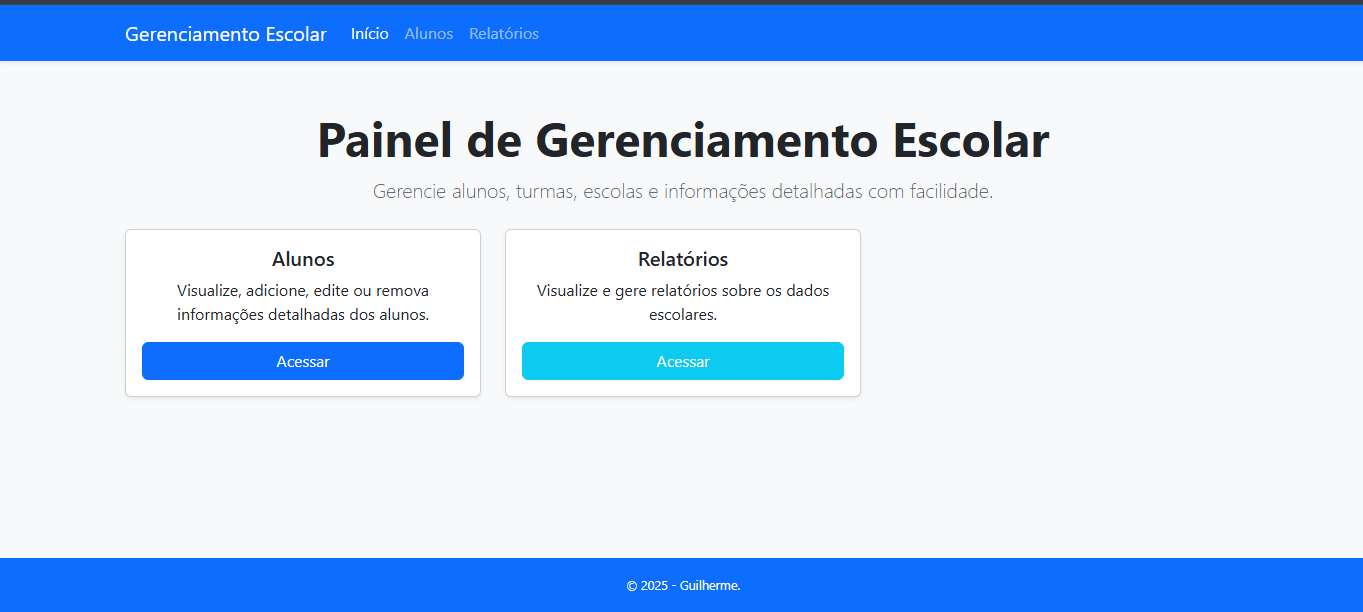 Gerenciamento Escolar Início Alunos Relatórios
Painel de Gerenciamento Escolar
Gerencie alunos, turmas, escolas e informações detalhadas com facilidade.
Alunos
Visualize, adicione, edite ou remova
informações detalhadas dos alunos.
Acessar
Relatórios
Visualize e gere relatórios sobre os dados
escolares.
Acessar
© 2025 - Guilherme.